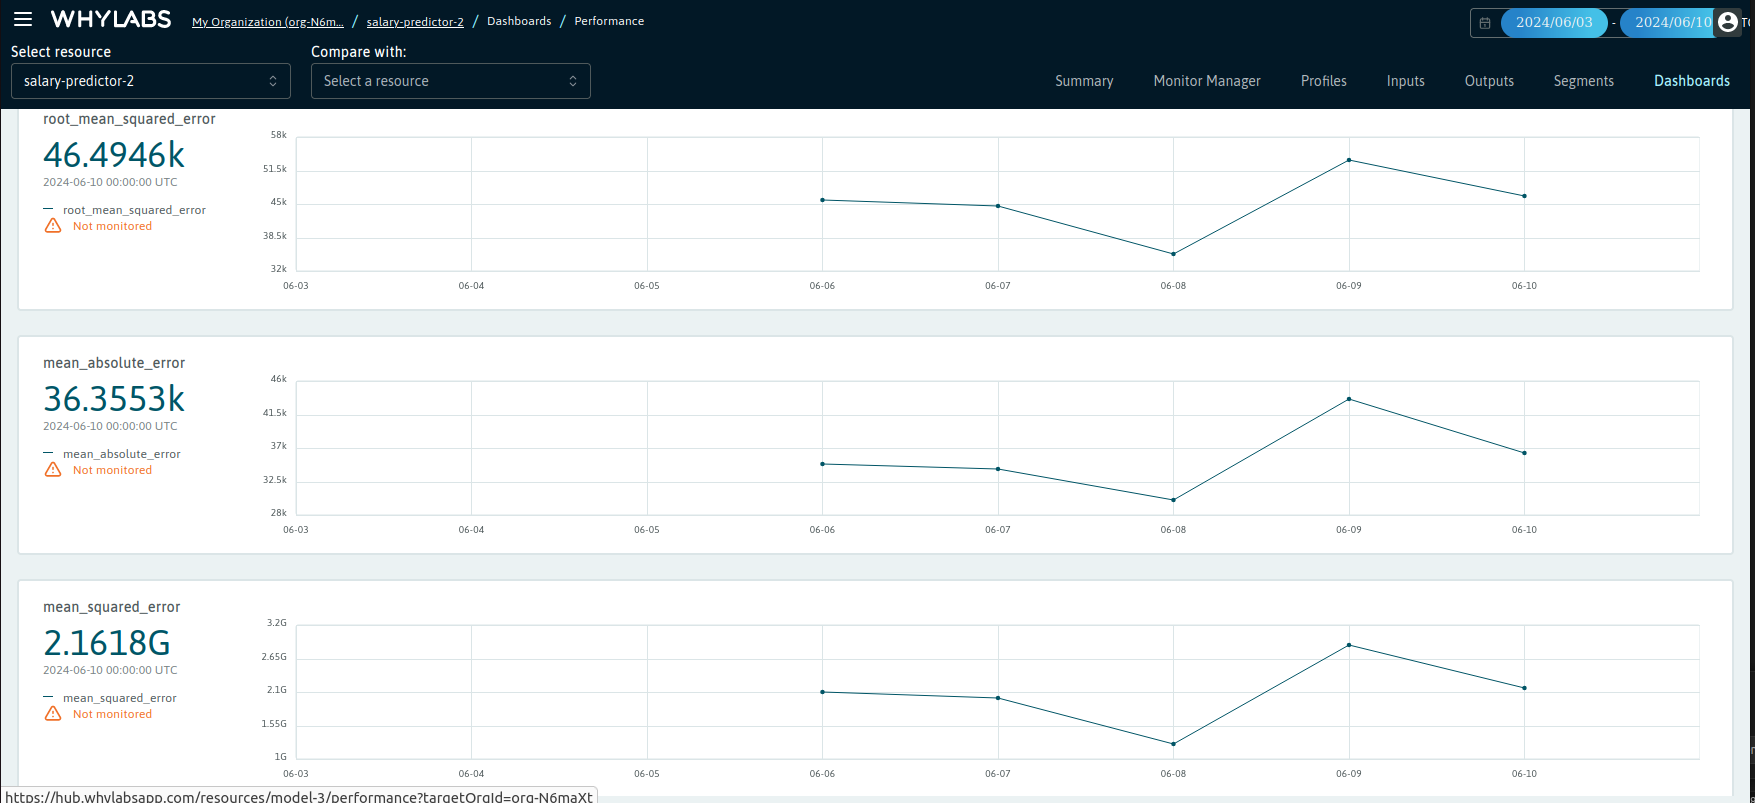 WHYLABS My Organization (org-N6m... / salary-predictor-2 / Dashboards / Performance 2024/06/03 - 2024/06/10
Select resource Compare with:
salary-predictor-2 Select a resource Summary Monitor Manager Profiles Inputs Outputs Segments Dashboards
root_mean_squared_error
46.4946k
2024-06-10 00:00:00 UTC
root_mean_squared_error
Not monitored
58k
51.5k
45k
38.5k
32k
06-03 06-04 06-05 06-06 06-07 06-08 06-09 06-10
mean_absolute_error
36.3553k
2024-06-10 00:00:00 UTC
mean_absolute_error
Not monitored
46k
41.5k
37k
32.5k
28k
06-03 06-04 06-05 06-06 06-07 06-08 06-09 06-10
mean_squared_error
2.1618G
2024-06-10 00:00:00 UTC
mean_squared_error
Not monitored
3.2G
2.65G
2.1G
1.55G
1G
06-03 06-04 06-05 06-06 06-07 06-08 06-09 06-10
https://hub.whylabsapp.com/resources/model-3/performance?targetOrgId=org-N6maXt